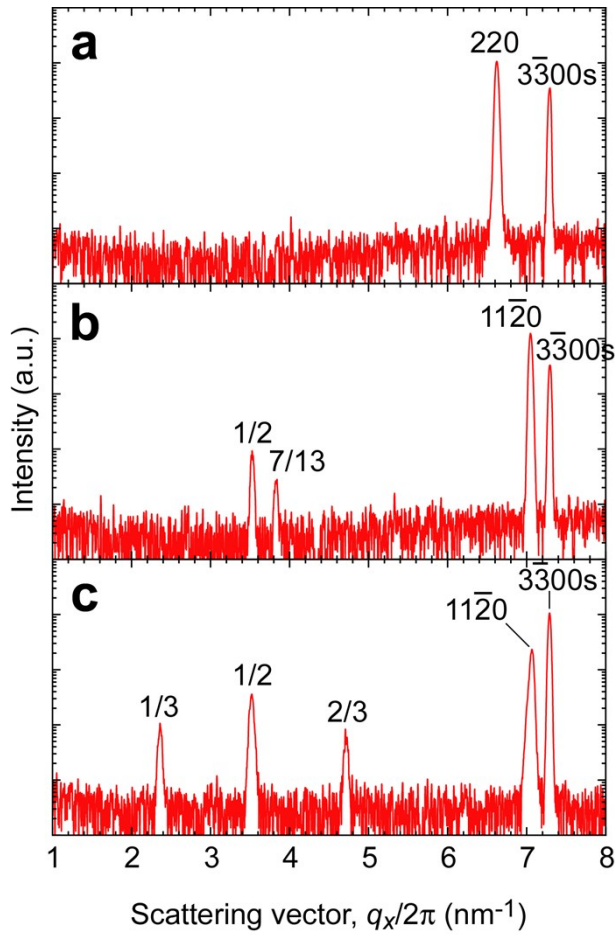 a
220
33̅00s
b
112̅0
33̅00s
1/2
7/13
c
33̅00s
112̅0
1/3
1/2
2/3
Intensity (a.u.)
1 2 3 4 5 6 7 8
Scattering vector, qₓ/2π (nm⁻¹)